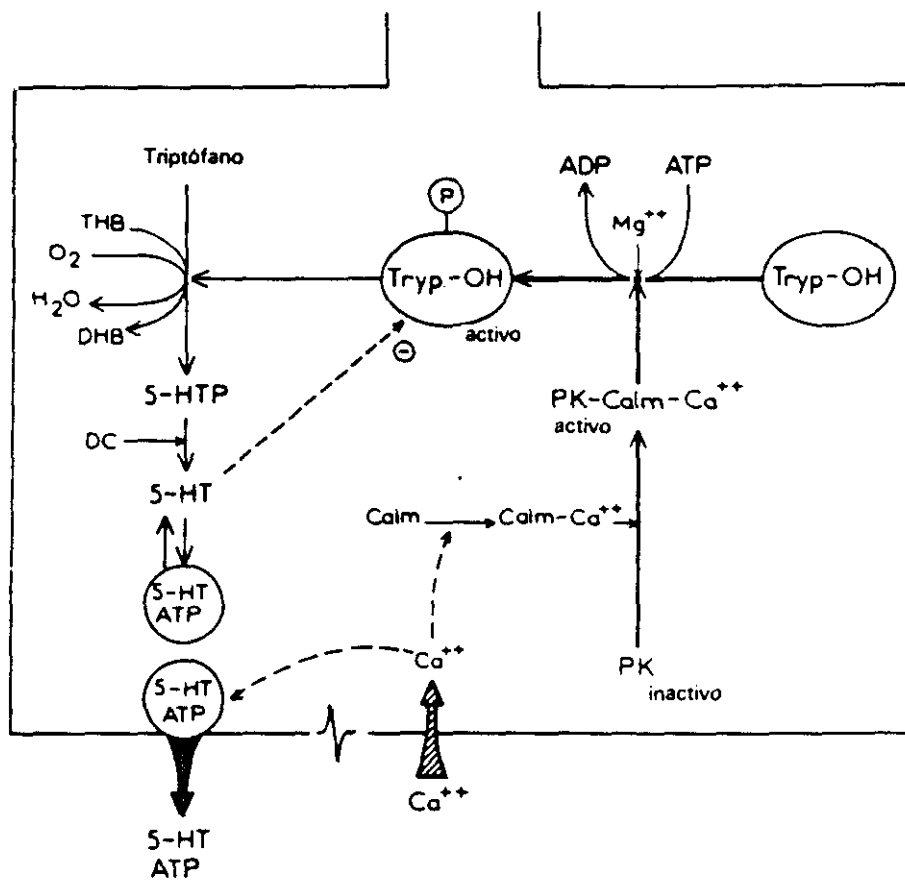 Triptófano
THB
O2
H2O
DHB
5-HTP
DC
5-HT
5-HT
ATP
5-HT
ATP
5-HT
ATP
P
Tryp.-OH
activo
⊖
ADP
ATP
Mg++
Tryp-OH
PK-Calm-Ca++
activo
Calm
Calm-Ca++
Ca++
PK
inactivo
Ca++